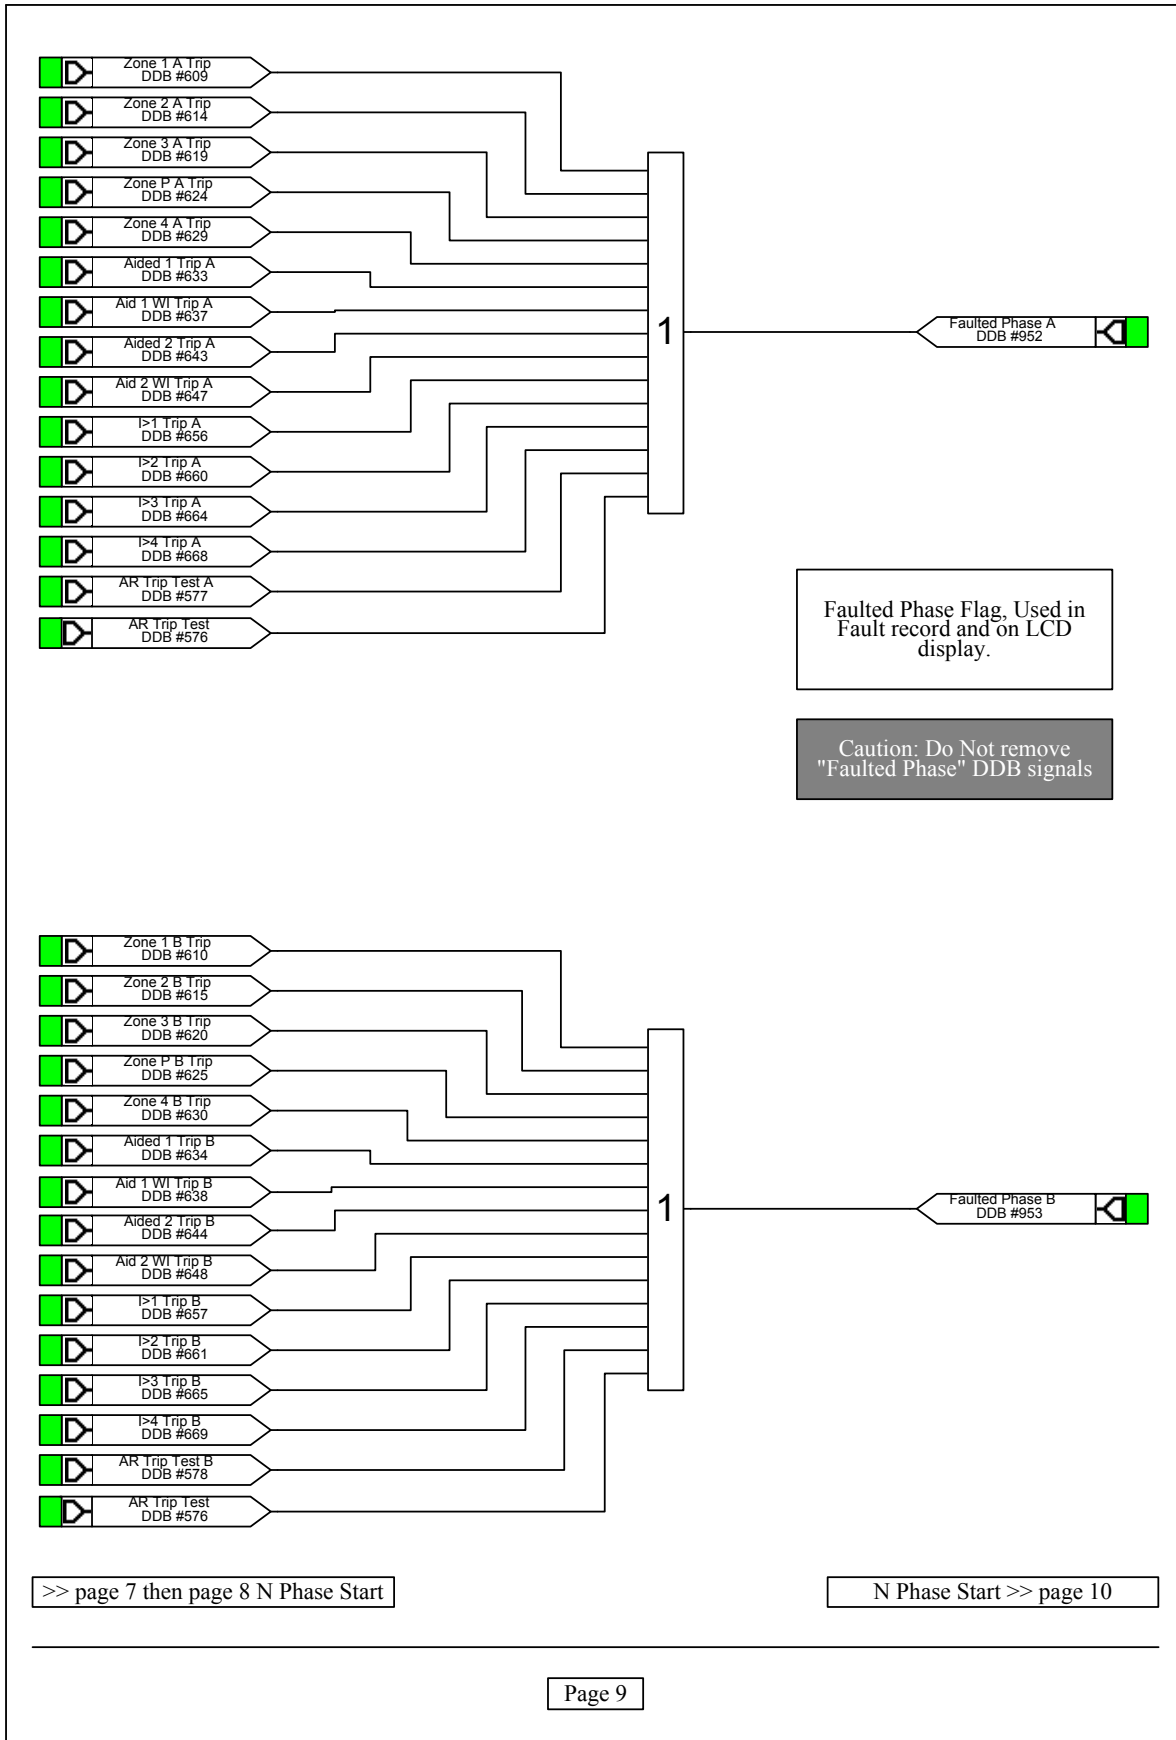 Zone 1 A Trip
DDB #609
Zone 2 A Trip
DDB #614
Zone 3 A Trip
DDB #619
Zone P A Trip
DDB #624
Zone 4 A Trip
DDB #629
Aided 1 Trip A
DDB #633
Aid 1 WI Trip A
DDB #637
Aided 2 Trip A
DDB #643
Aid 2 WI Trip A
DDB #647
I>1 Trip A
DDB #656
I>2 Trip A
DDB #660
I>3 Trip A
DDB #664
I>4 Trip A
DDB #668
AR Trip Test A
DDB #577
AR Trip Test
DDB #576
1
Faulted Phase A
DDB #952
Faulted Phase Flag, Used in
Fault record and on LCD
display.
Caution: Do Not remove
"Faulted Phase" DDB signals
Zone 1 B Trip
DDB #610
Zone 2 B Trip
DDB #615
Zone 3 B Trip
DDB #620
Zone P B Trip
DDB #625
Zone 4 B Trip
DDB #630
Aided 1 Trip B
DDB #634
Aid 1 WI Trip B
DDB #638
Aided 2 Trip B
DDB #644
Aid 2 WI Trip B
DDB #648
I>1 Trip B
DDB #657
I>2 Trip B
DDB #661
I>3 Trip B
DDB #665
I>4 Trip B
DDB #669
AR Trip Test B
DDB #578
AR Trip Test
DDB #576
1
Faulted Phase B
DDB #953
>> page 7 then page 8 N Phase Start
N Phase Start >> page 10
Page 9